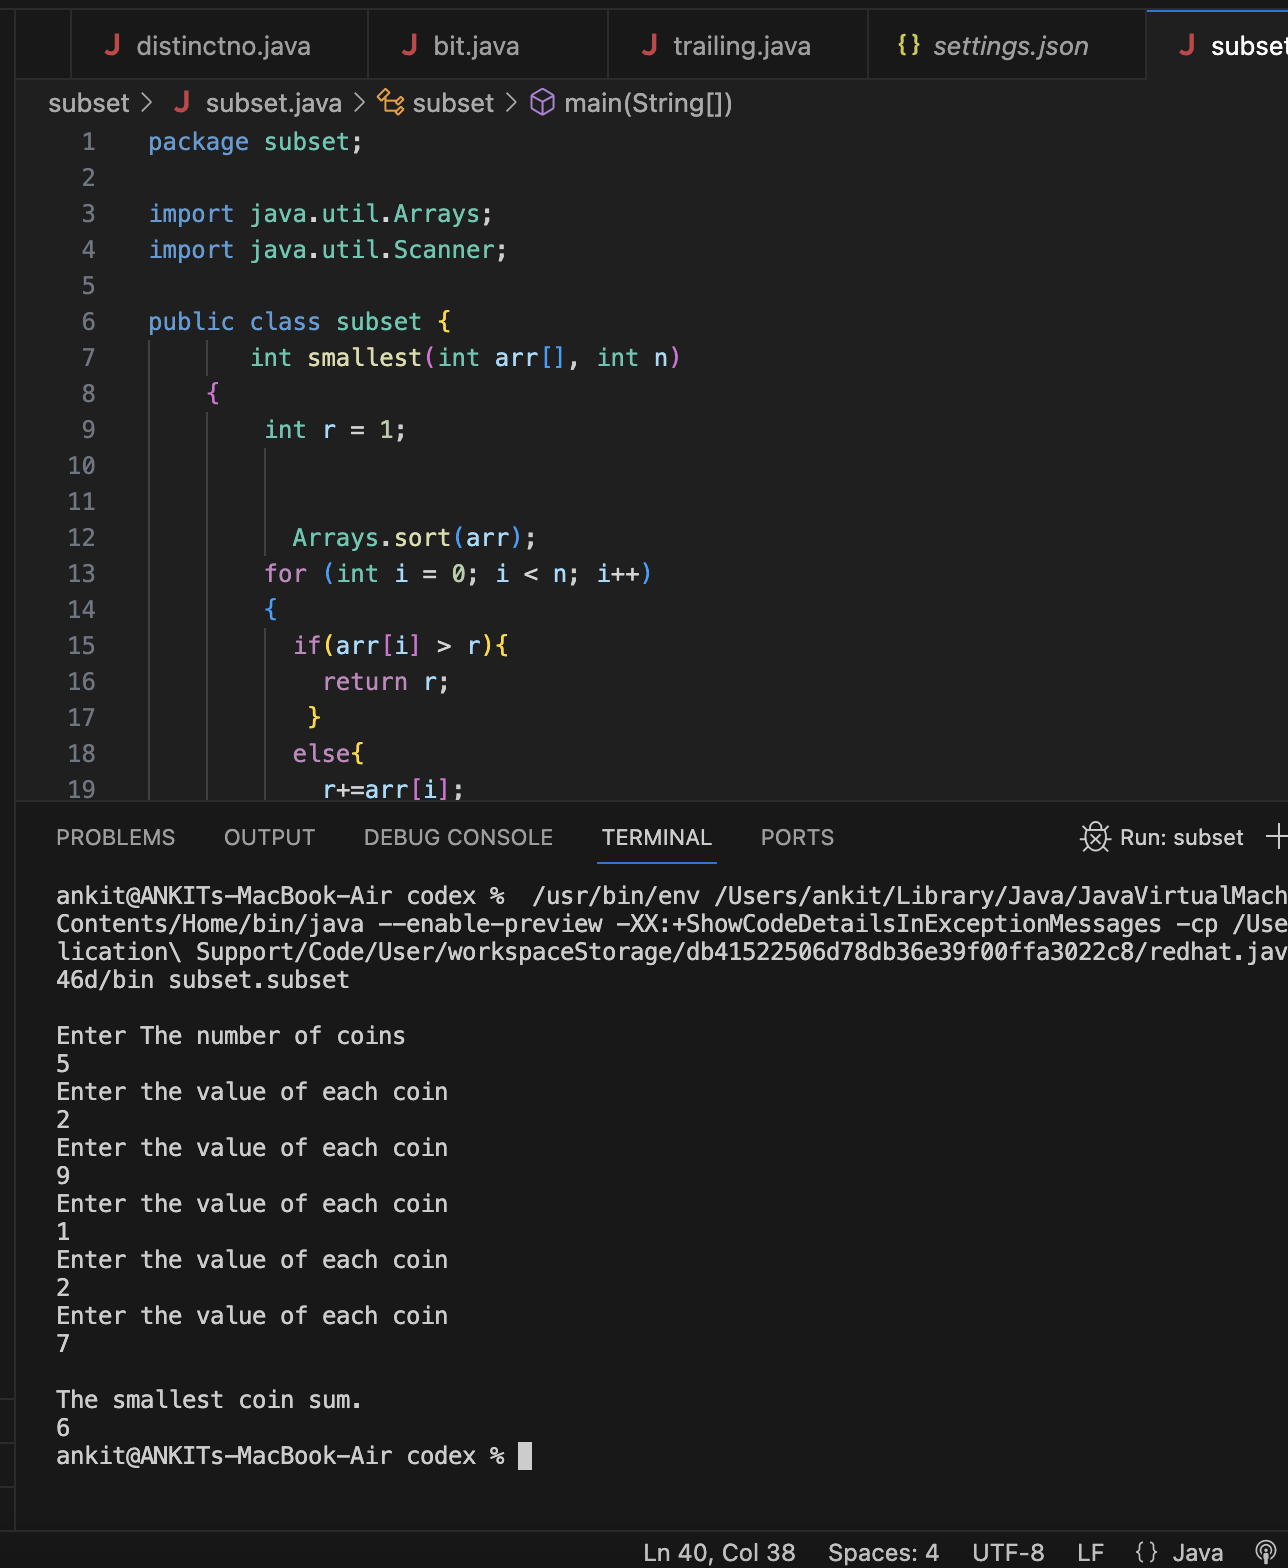 distinctno.java bit.java trailing.java {} settings.json subset
subset > subset.java > subset > main(String[])
1 package subset;
2
3 import java.util.Arrays;
4 import java.util.Scanner;
5
6 public class subset {
7 int smallest(int arr[], int n)
8 {
9 int r = 1;
10
11
12 Arrays.sort(arr);
13 for (int i = 0; i < n; i++)
14 {
15 if(arr[i] > r){
16 return r;
17 }
18 else{
19 r+=arr[i];
PROBLEMS OUTPUT DEBUG CONSOLE TERMINAL PORTS Run: subset
ankit@ANKITs-MacBook-Air codex % /usr/bin/env /Users/ankit/Library/Java/JavaVirtualMach
Contents/Home/bin/java --enable-preview -XX:+ShowCodeDetailsInExceptionMessages -cp /Use
lication\ Support/Code/User/workspaceStorage/db41522506d78db36e39f00ffa3022c8/redhat.jav
46d/bin subset.subset
Enter The number of coins
5
Enter the value of each coin
2
Enter the value of each coin
9
Enter the value of each coin
1
Enter the value of each coin
2
Enter the value of each coin
7
The smallest coin sum.
6
ankit@ANKITs-MacBook-Air codex %
Ln 40, Col 38 Spaces: 4 UTF-8 LF {} Java